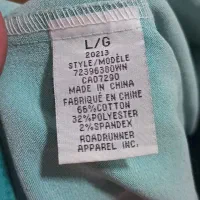 L/G
20213
STYLE/MODÈLE
72396380WN
CA07290
MADE IN CHINA
FABRIQUÉ EN CHINE
66%COTTON
32%POLYESTER
2%SPANDEX
ROADRUNNER
APPAREL INC.